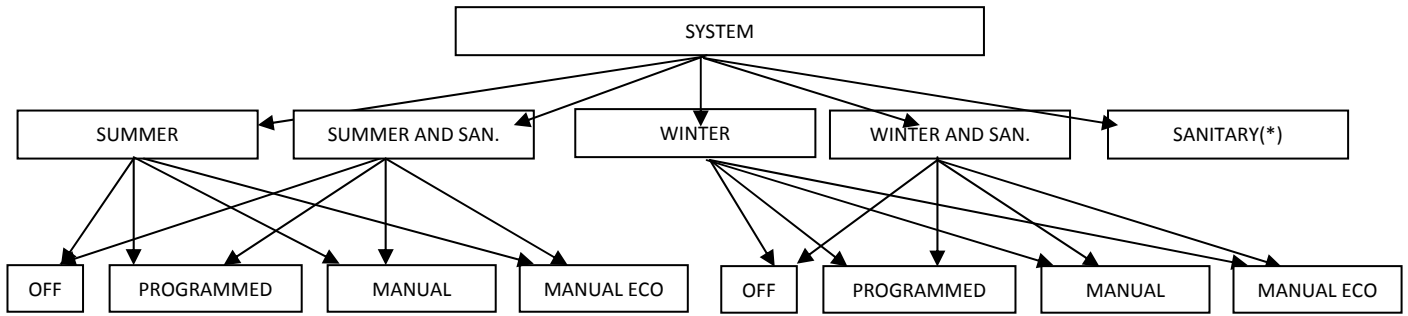 SYSTEM
SUMMER
SUMMER AND SAN.
WINTER
WINTER AND SAN.
SANITARY(*)
OFF
PROGRAMMED
MANUAL
MANUAL ECO
OFF
PROGRAMMED
MANUAL
MANUAL ECO